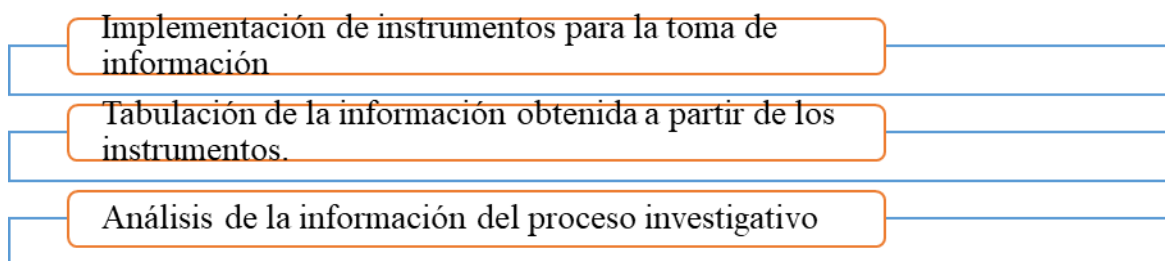 Implementación de instrumentos para la toma de
información
Tabulación de la información obtenida a partir de los
instrumentos.
Análisis de la información del proceso investigativo